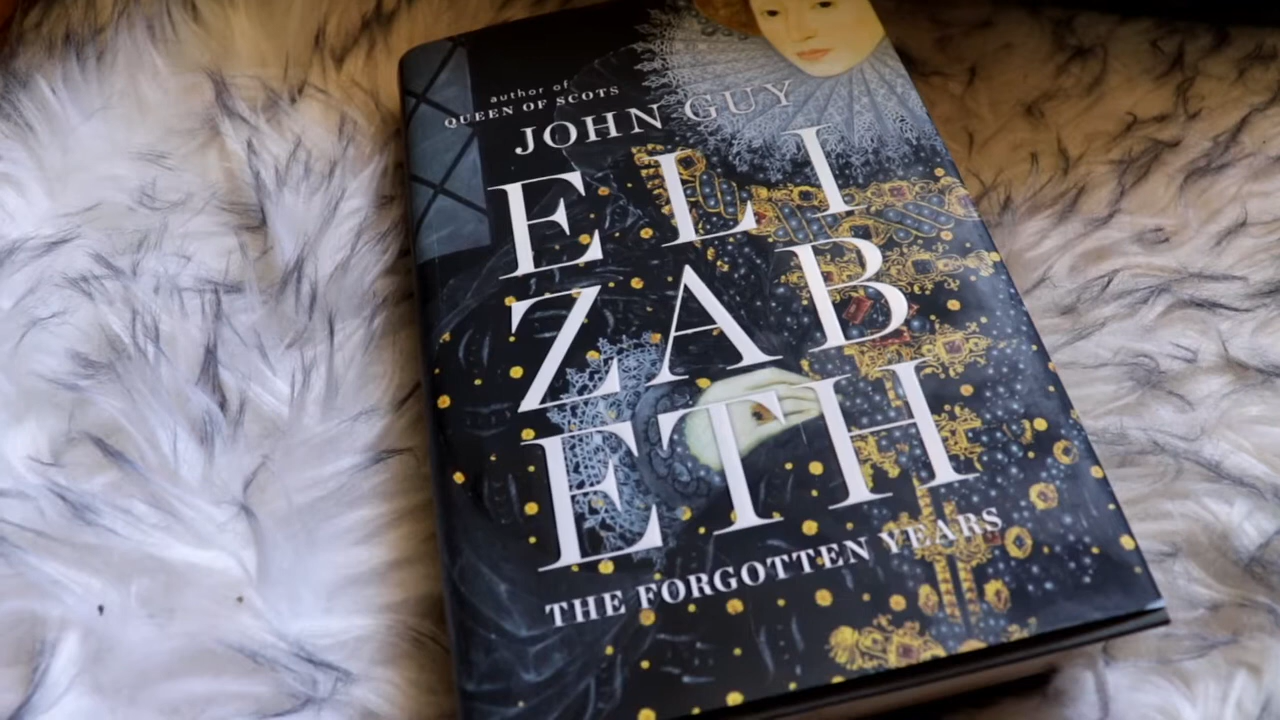 author of
QUEEN OF SCOTS
JOHN GUY
ELI
ZAB
ETH
THE FORGOTTEN YEARS